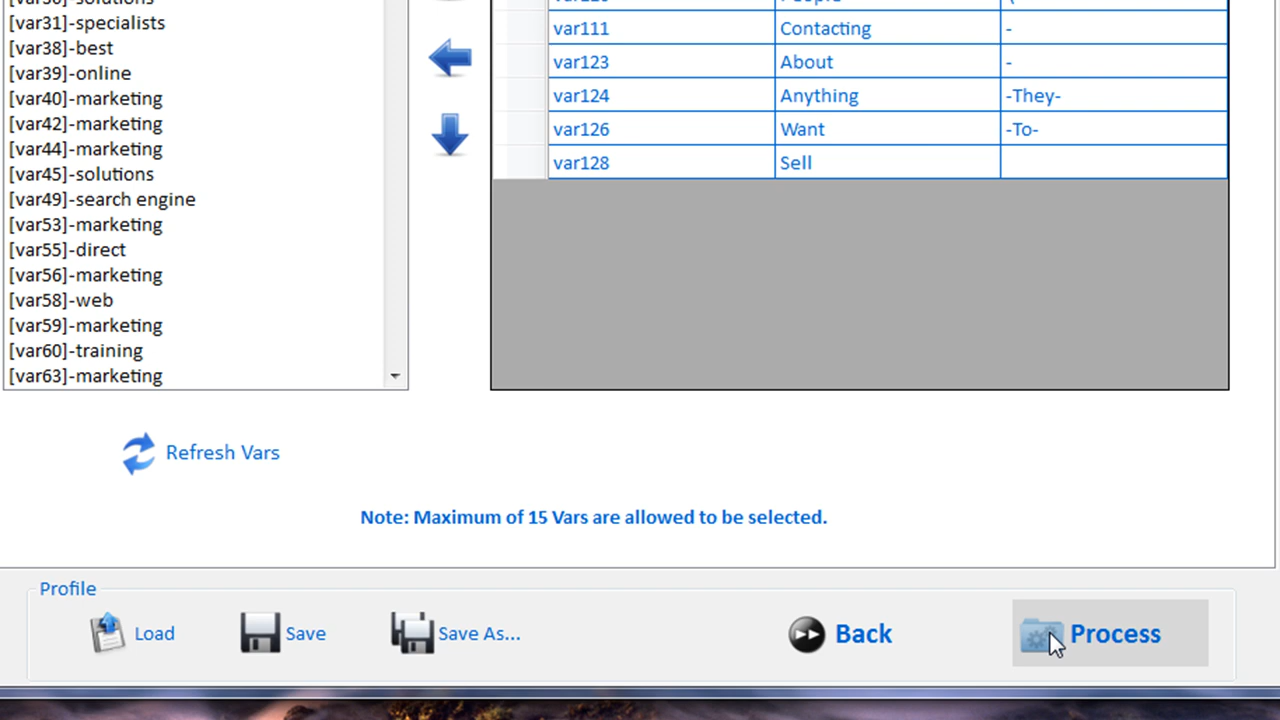 [var31]-specialists
[var38]-best
[var39]-online
[var40]-marketing
[var42]-marketing
[var44]-marketing
[var45]-solutions
[var49]-search engine
[var53]-marketing
[var55]-direct
[var56]-marketing
[var58]-web
[var59]-marketing
[var60]-training
[var63]-marketing
var111 Contacting -
var123 About -
var124 Anything -They-
var126 Want -To-
var128 Sell
Refresh Vars
Note: Maximum of 15 Vars are allowed to be selected.
Profile
Load Save Save As... Back Process